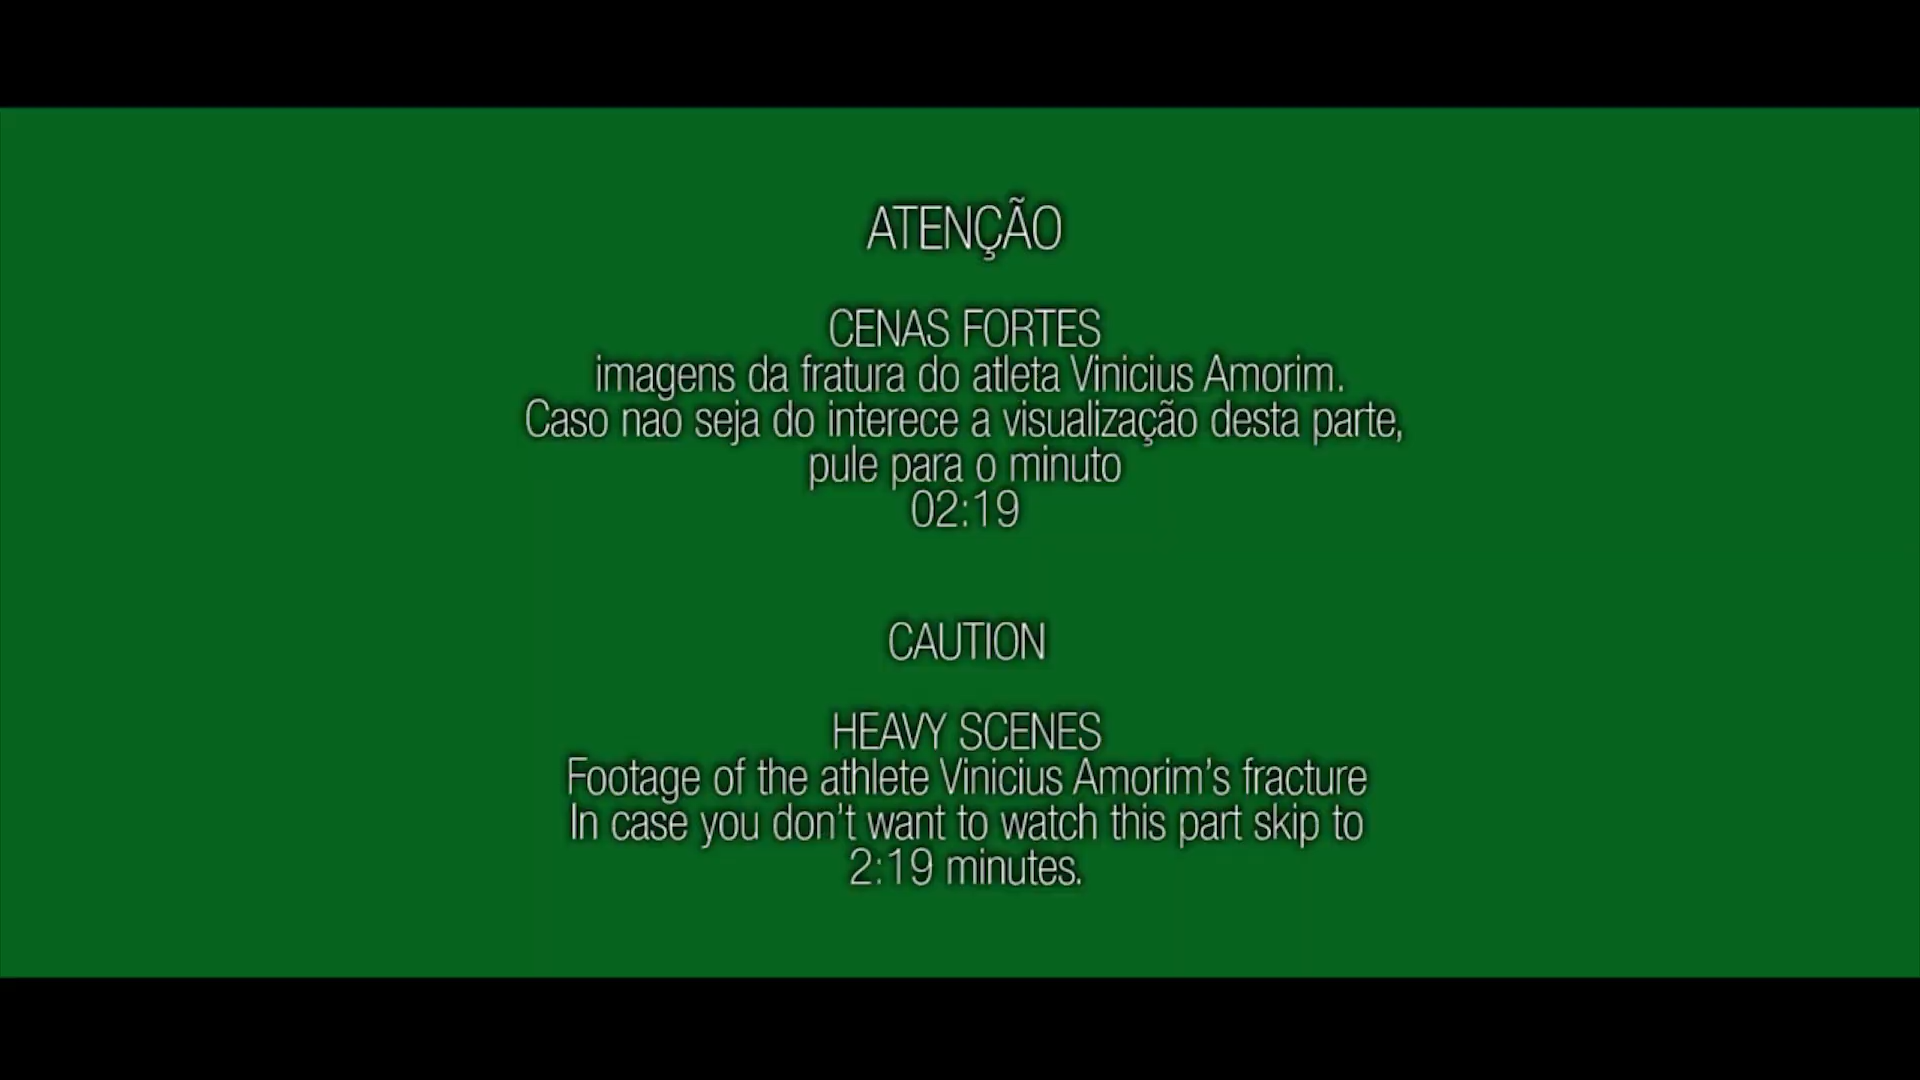 ATENÇÃO
CENAS FORTES
imagens da fratura do atleta Vinicius Amorim.
Caso nao seja do interece a visualização desta parte,
pule para o minuto
02:19
CAUTION
HEAVY SCENES
Footage of the athlete Vinicius Amorim’s fracture
In case you don’t want to watch this part skip to
2:19 minutes.